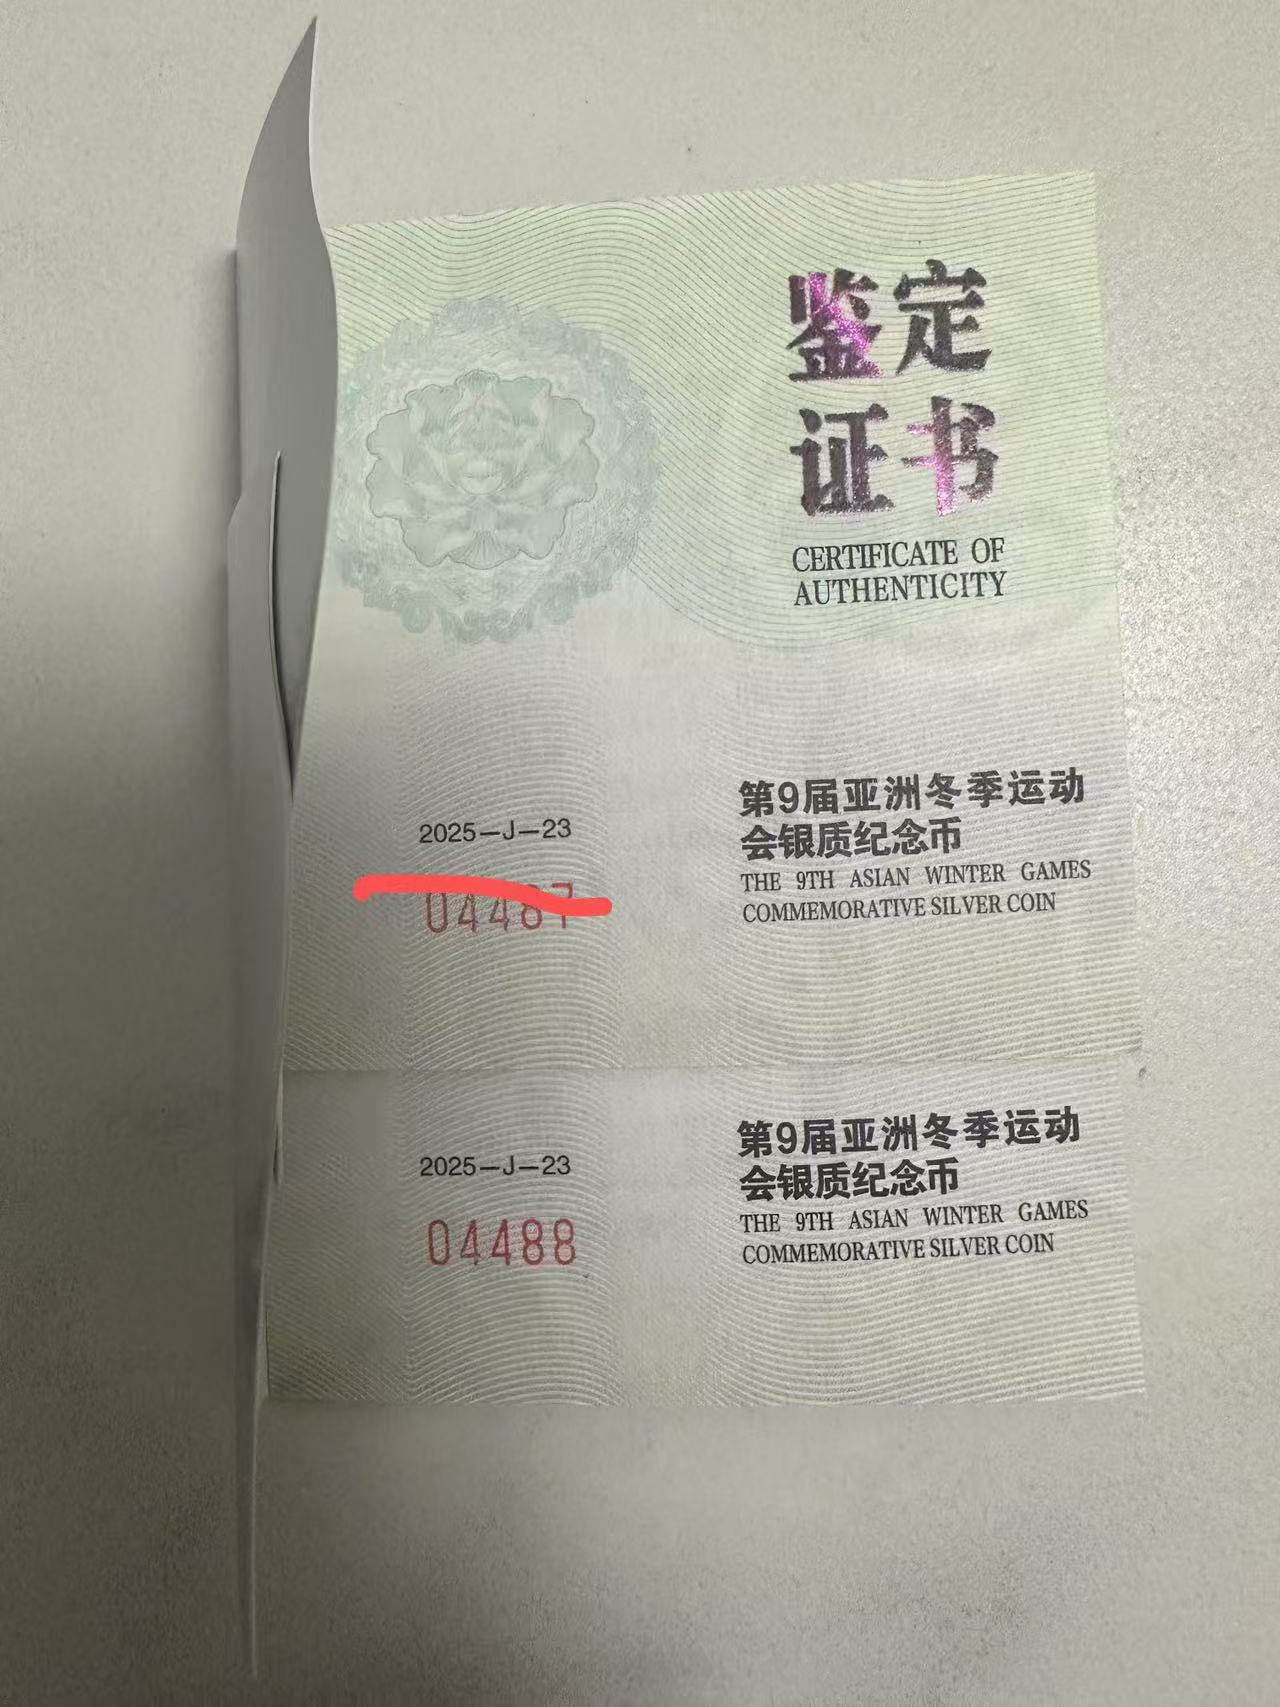 鉴定
证书
CERTIFICATE OF
AUTHENTICITY
第9届亚洲冬季运动
会银质纪念币
THE 9TH ASIAN WINTER GAMES
COMMEMORATIVE SILVER COIN
2025-J-23
04487
第9届亚洲冬季运动
会银质纪念币
THE 9TH ASIAN WINTER GAMES
COMMEMORATIVE SILVER COIN
2025-J-23
04488